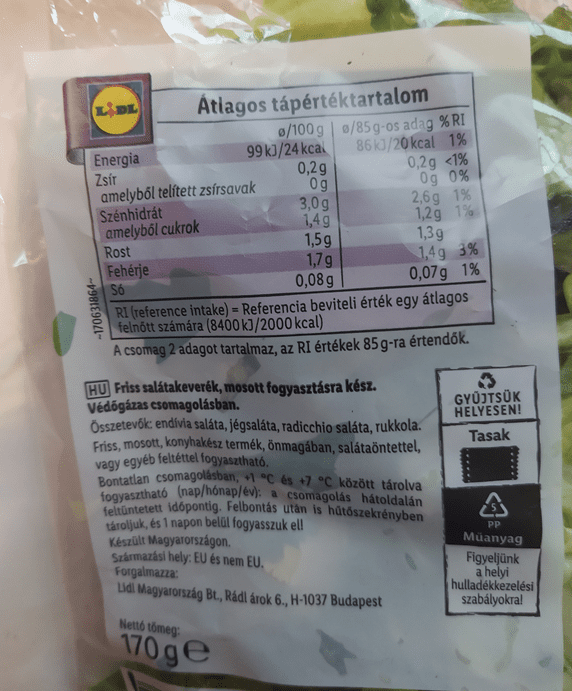 LIDL
Átlagos tápértéktartalom
ø/100g ø/85g-os adag %RI
Energia 99 kJ/24 kcal 86 kJ/20 kcal 1%
Zsír 0,2g 0,2g <1%
amelyből telített zsírsavak 0g 0g 0%
Szénhidrát 3,0g 2,6g 1%
amelyből cukrok 1,4g 1,2g 1%
Rost 1,5g 1,3g
Fehérje 1,7g 1,4g 3%
Só 0,08g 0,07g 1%
RI (reference intake) = Referencia beviteli érték egy átlagos
felnőtt számára (8400 kJ/2000 kcal)
A csomag 2 adagot tartalmaz, az RI értékek 85g-ra értendők.
~170631864~
HU Friss salátakeverék, mosott fogyasztásra kész.
Védőgázas csomagolásban.
Összetevők: endívia saláta, jégsaláta, radicchio saláta, rukkola.
Friss, mosott, konyhakész termék, önmagában, salátaöntettel,
vagy egyéb feltéttel fogyasztható.
Bontatlan csomagolásban, +1 °C és +7 °C között tárolva
fogyasztható (nap/hónap/év): a csomagolás hátoldalán
feltüntetett időpontig. Felbontás után is hűtőszekrényben
tároljuk, és 1 napon belül fogyasszuk el!
Készült Magyarországon.
Származási hely: EU és nem EU.
Forgalmazza:
Lidl Magyarország Bt., Rádl árok 6., H-1037 Budapest
Nettó tömeg:
170g e
GYŰJTSÜK
HELYESEN!
Tasak
5
PP
Műanyag
Figyeljünk
a helyi
hulladékkezelési
szabályokra!